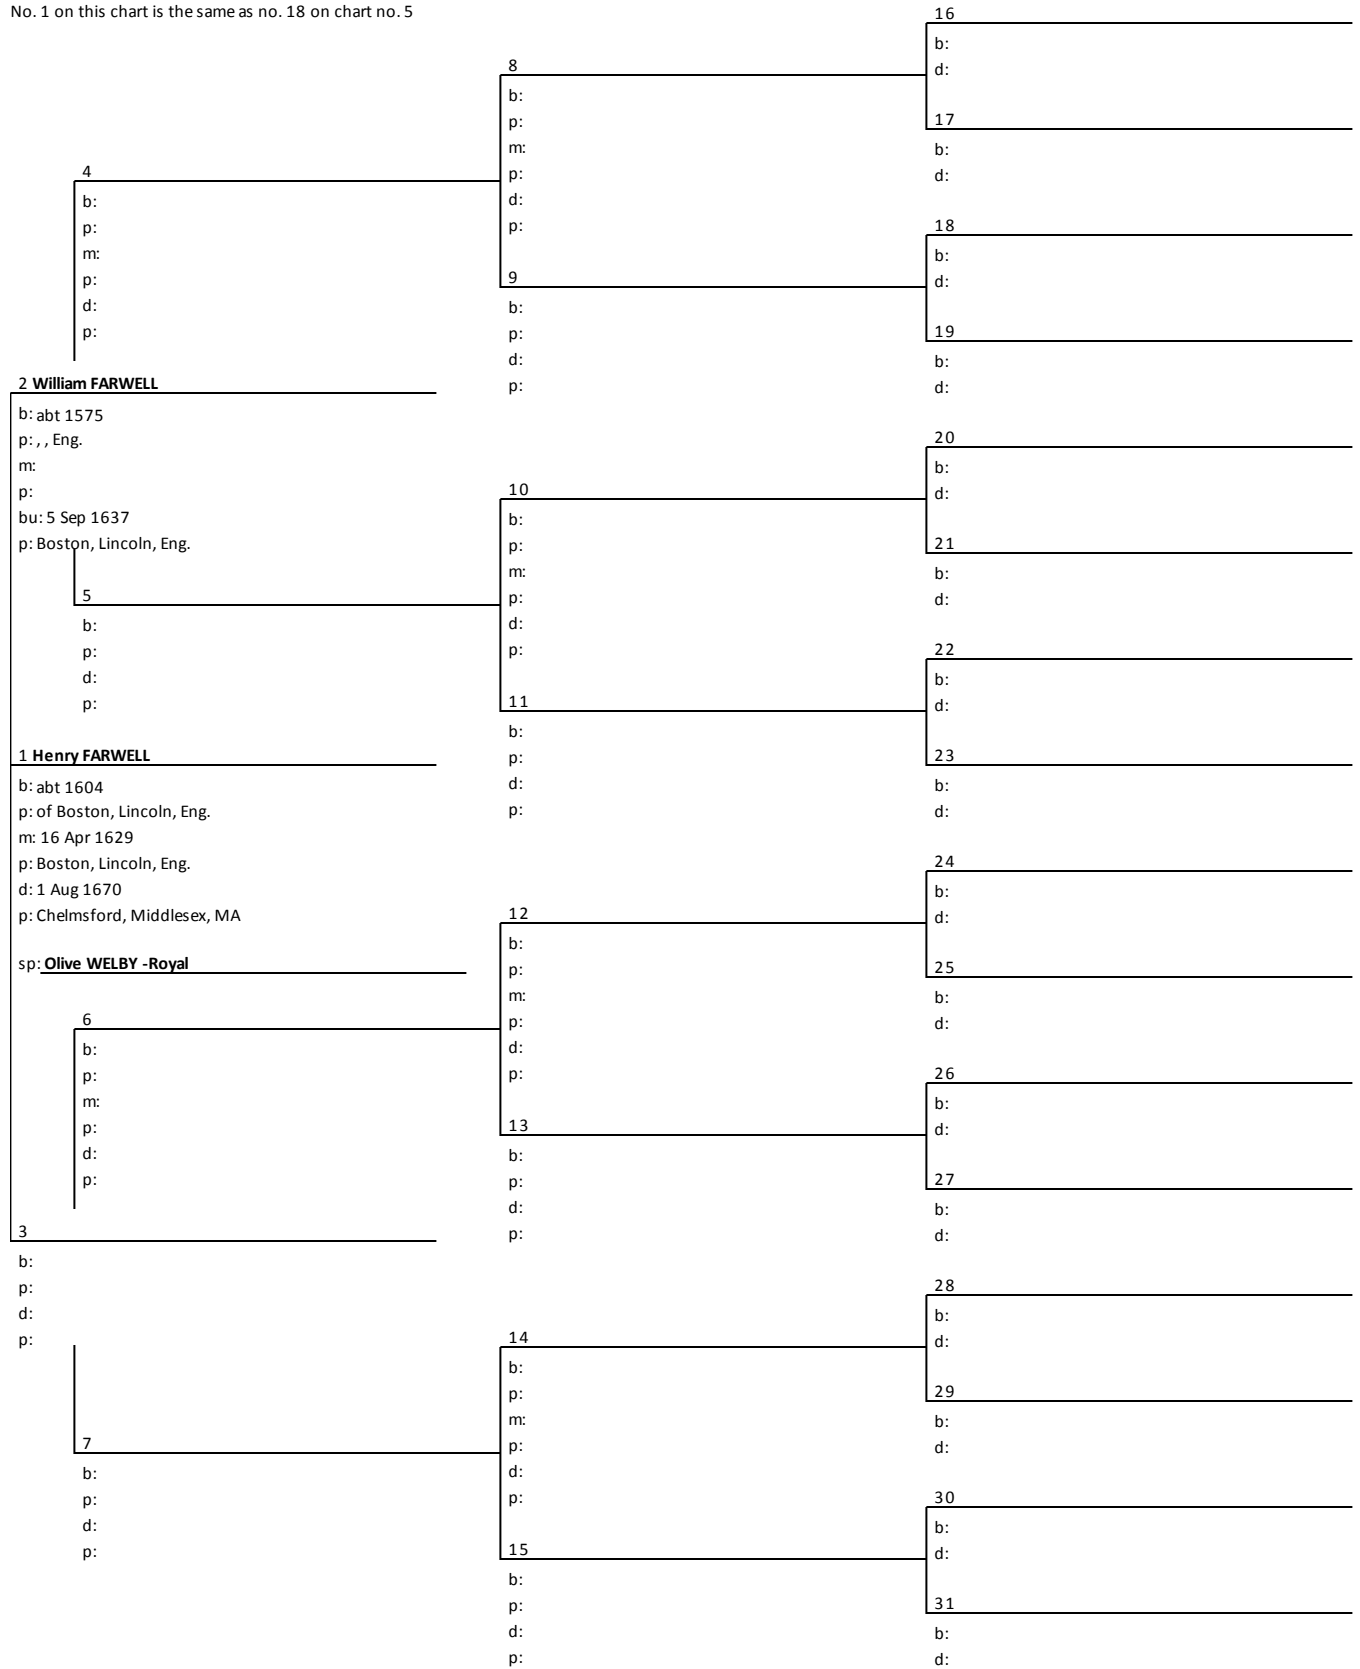 No. 1 on this chart is the same as no. 18 on chart no. 5
16
b:
d:
8
b:
p:
m:
p:
d:
p:
17
b:
d:
4
b:
p:
m:
p:
d:
p:
18
b:
d:
9
b:
p:
d:
p:
19
b:
d:
2 William FARWELL
b: abt 1575
p: , , Eng.
m:
p:
bu: 5 Sep 1637
p: Boston, Lincoln, Eng.
20
b:
d:
10
b:
p:
m:
p:
d:
p:
21
b:
d:
5
b:
p:
d:
p:
22
b:
d:
11
b:
p:
d:
p:
23
b:
d:
1 Henry FARWELL
b: abt 1604
p: of Boston, Lincoln, Eng.
m: 16 Apr 1629
p: Boston, Lincoln, Eng.
d: 1 Aug 1670
p: Chelmsford, Middlesex, MA
sp: Olive WELBY -Royal
24
b:
d:
12
b:
p:
m:
p:
d:
p:
25
b:
d:
6
b:
p:
m:
p:
d:
p:
26
b:
d:
13
b:
p:
d:
p:
27
b:
d:
3
b:
p:
d:
p:
28
b:
d:
14
b:
p:
m:
p:
d:
p:
29
b:
d:
7
b:
p:
d:
p:
30
b:
d:
15
b:
p:
d:
p:
31
b:
d: